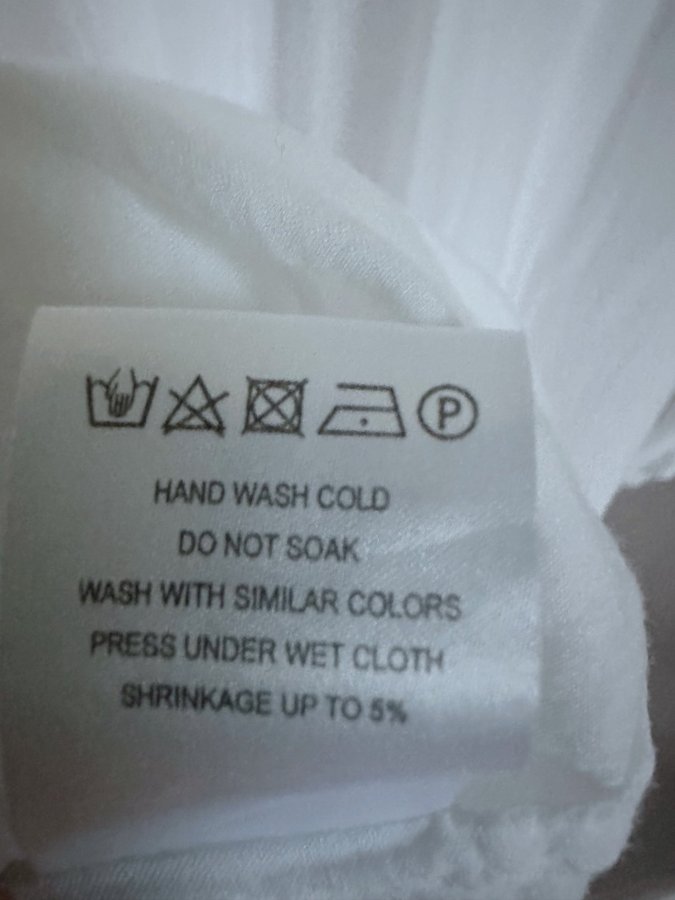 P
HAND WASH COLD
DO NOT SOAK
WASH WITH SIMILAR COLORS
PRESS UNDER WET CLOTH
SHRINKAGE UP TO 5%